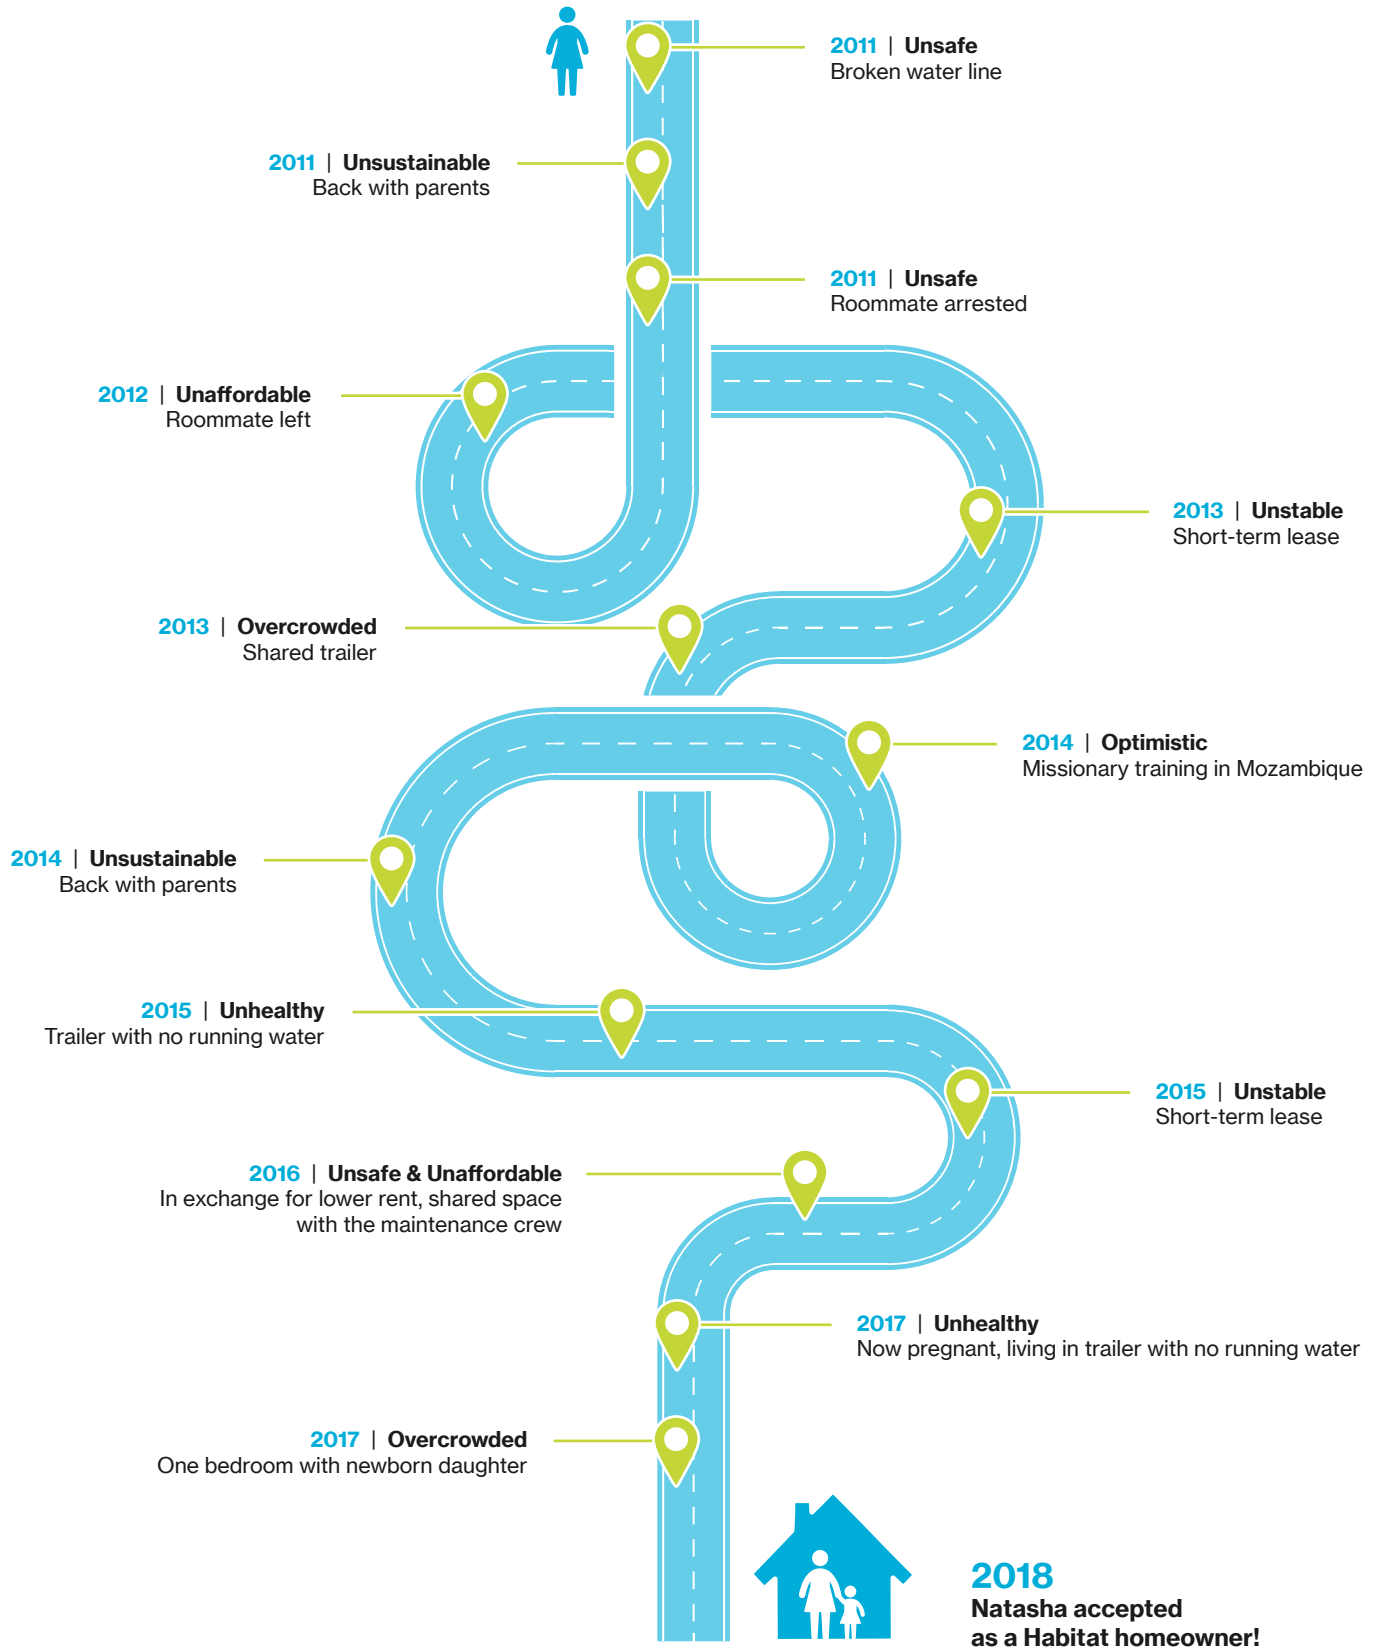 2011 | Unsafe
Broken water line
2011 | Unsustainable
Back with parents
2011 | Unsafe
Roommate arrested
2012 | Unaffordable
Roommate left
2013 | Unstable
Short-term lease
2013 | Overcrowded
Shared trailer
2014 | Optimistic
Missionary training in Mozambique
2014 | Unsustainable
Back with parents
2015 | Unhealthy
Trailer with no running water
2015 | Unstable
Short-term lease
2016 | Unsafe & Unaffordable
In exchange for lower rent, shared space
with the maintenance crew
2017 | Unhealthy
Now pregnant, living in trailer with no running water
2017 | Overcrowded
One bedroom with newborn daughter
2018
Natasha accepted
as a Habitat homeowner!